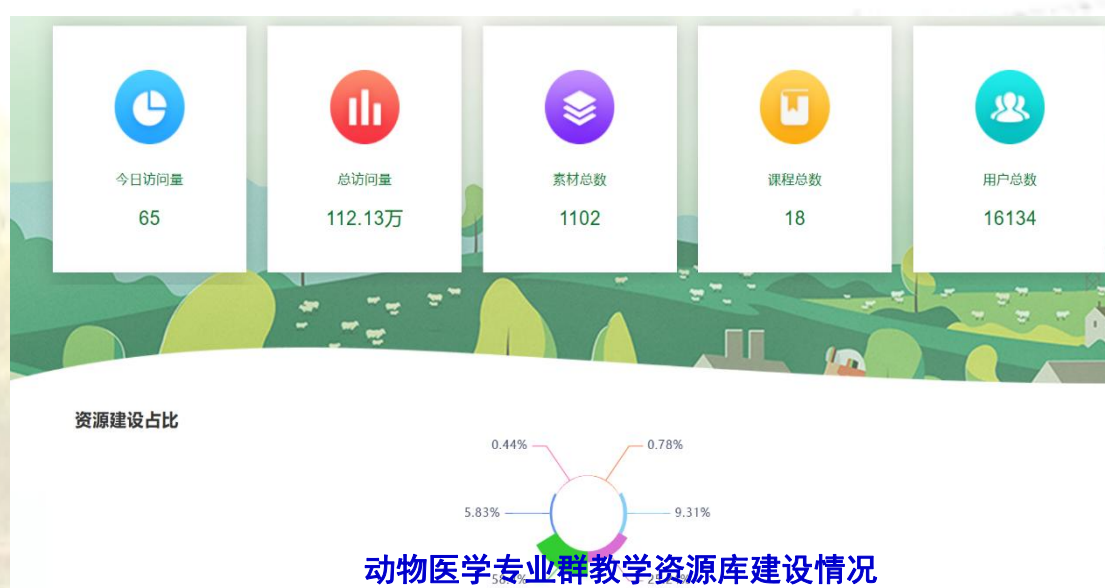 今日访问量
65
总访问量
112.13万
素材总数
1102
课程总数
18
用户总数
16134
资源建设占比
0.44%
0.78%
5.83%
9.31%
动物医学专业群教学资源库建设情况